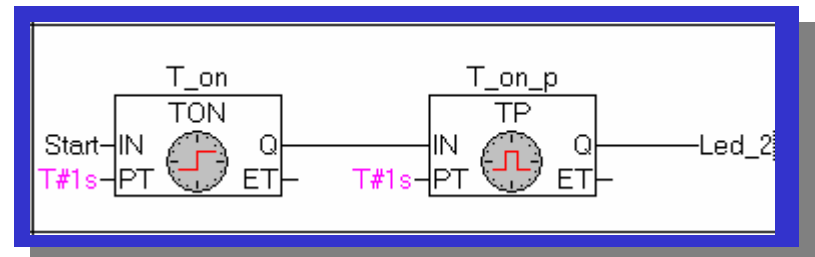 T_on T_on_p
TON TP
Start IN Q IN Q Led_2
T#1s PT ET T#1s PT ET